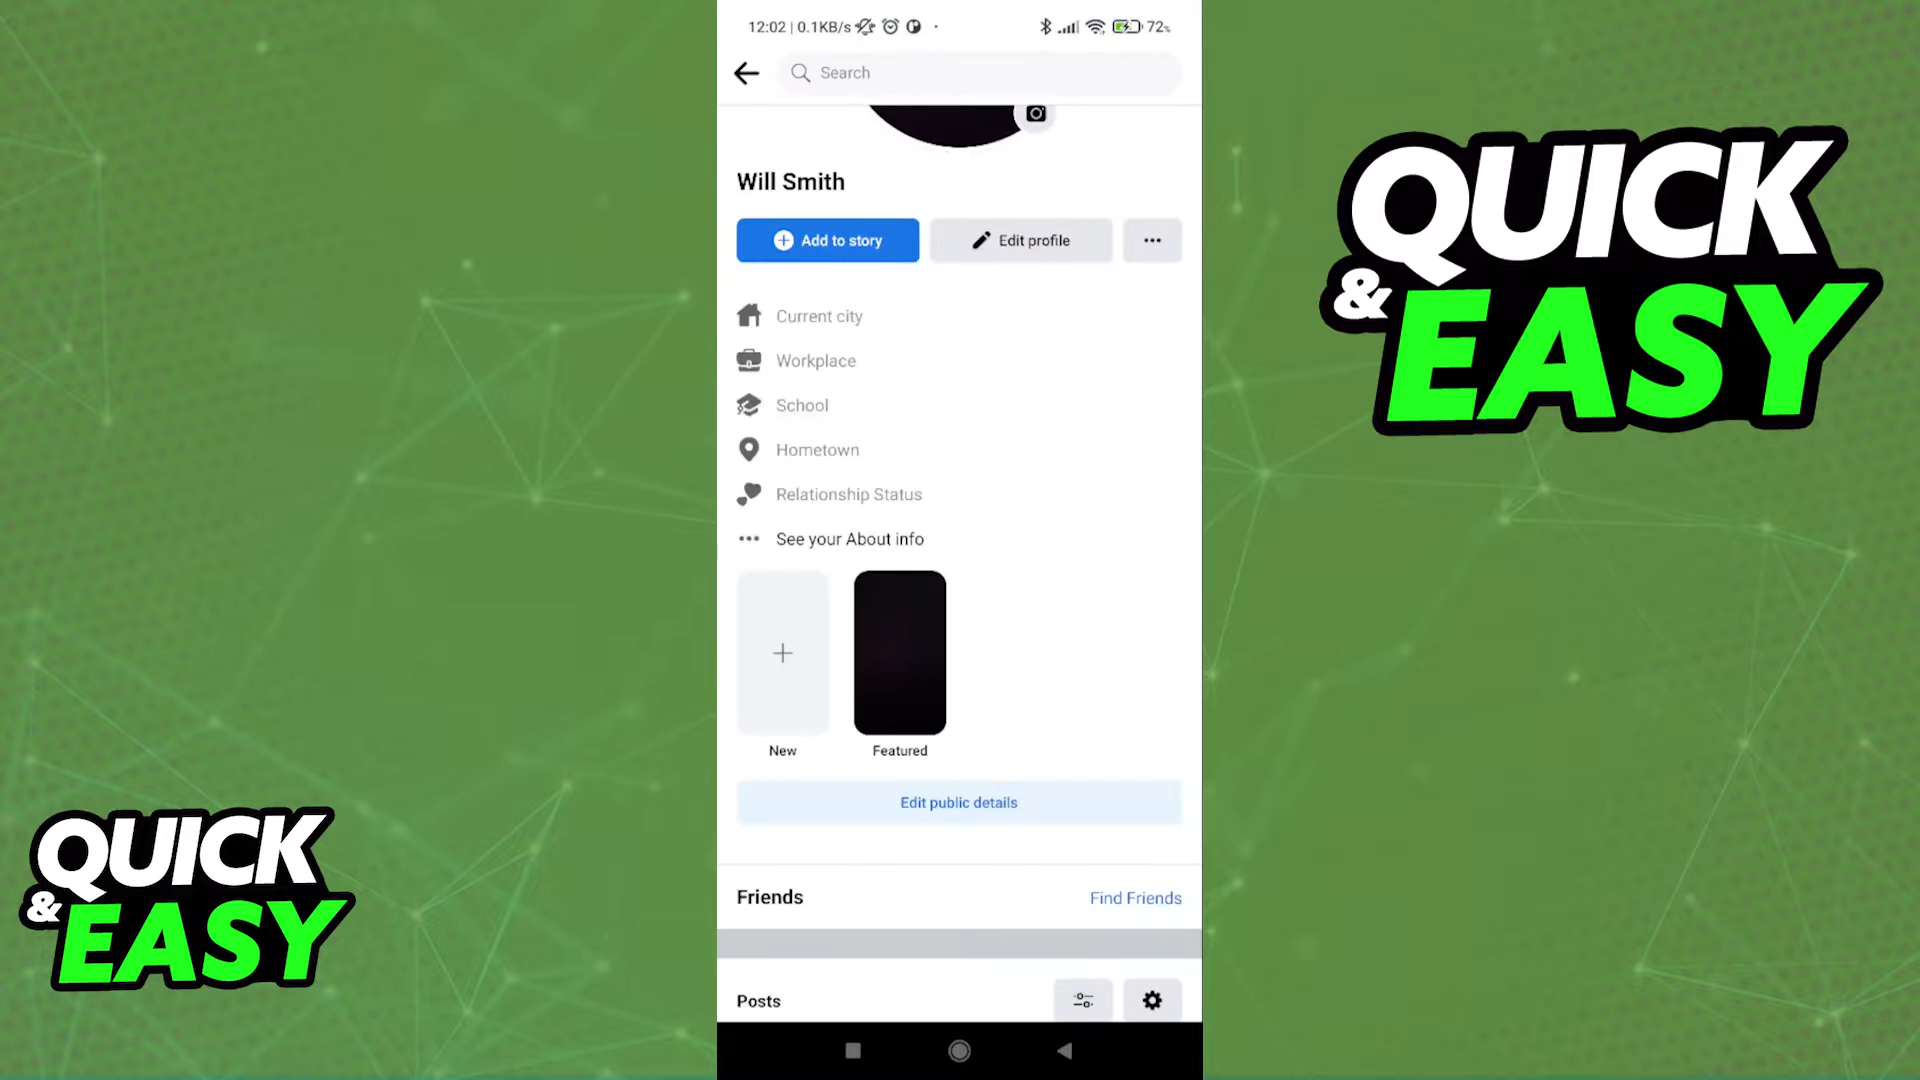 12:02 | 0.1KB/s
72%
Search
Will Smith
Add to story
Edit profile
Current city
Workplace
School
Hometown
Relationship Status
See your About info
New
Featured
Edit public details
Friends
Find Friends
Posts
QUICK
& EASY
QUICK
& EASY